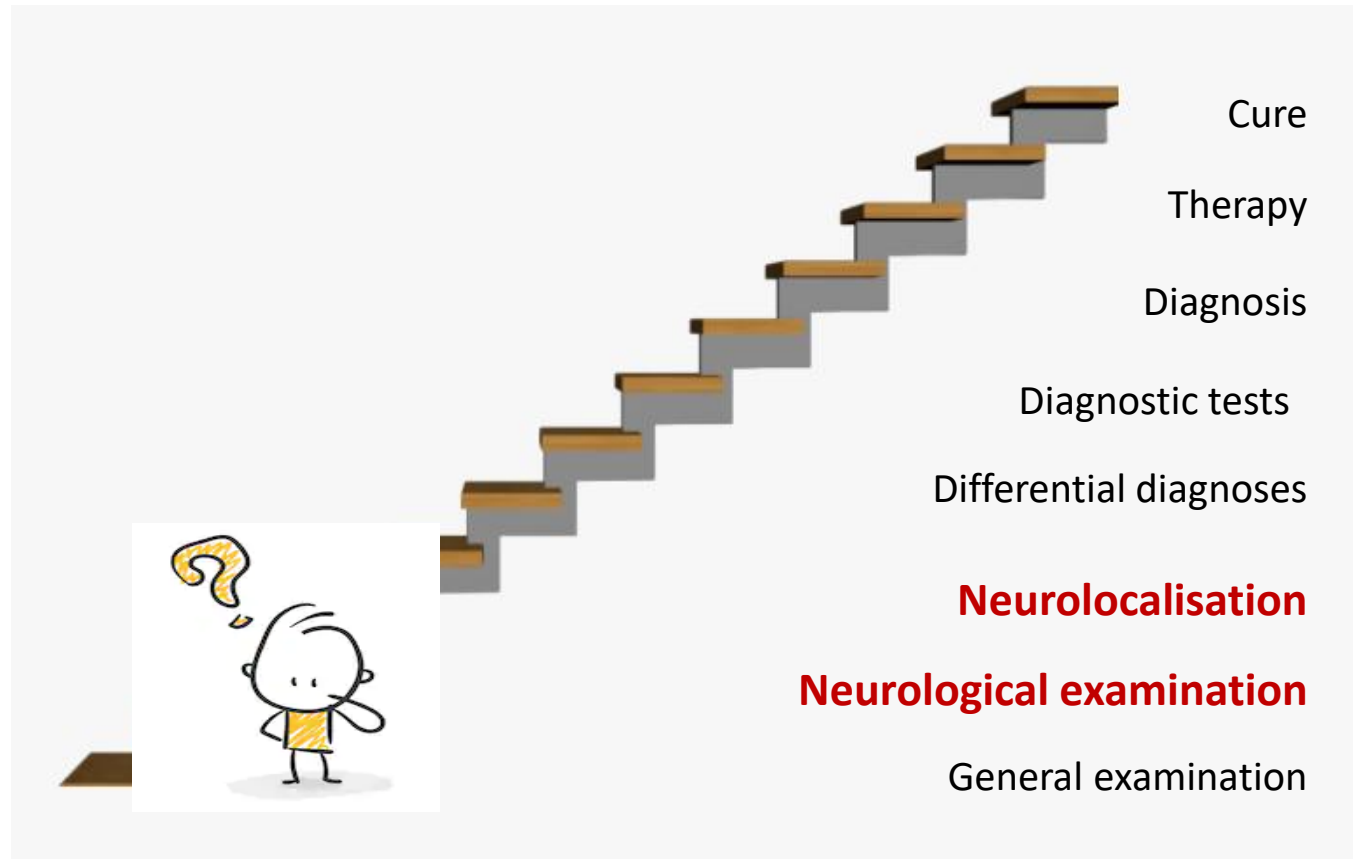 Cure
Therapy
Diagnosis
Diagnostic tests
Differential diagnoses
Neurolocalisation
Neurological examination
General examination